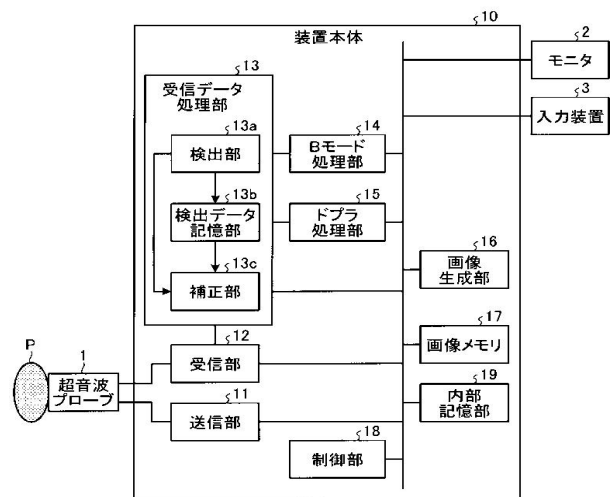 10
装置本体
2
モニタ
3
入力装置
13
受信データ
処理部
13a
検出部
13b
検出データ
記憶部
13c
補正部
14
Bモード
処理部
15
ドプラ
処理部
16
画像
生成部
17
画像メモリ
12
受信部
19
内部
記憶部
11
送信部
18
制御部
P
1
超音波
プローブ